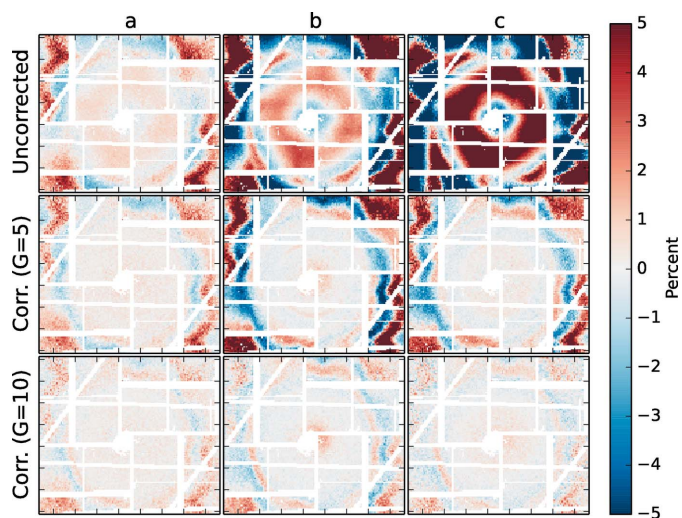 a b c
Uncorrected
Corr. (G=5)
Corr. (G=10)
5
4
3
2
1
0
−1
−2
−3
−4
−5
Percent